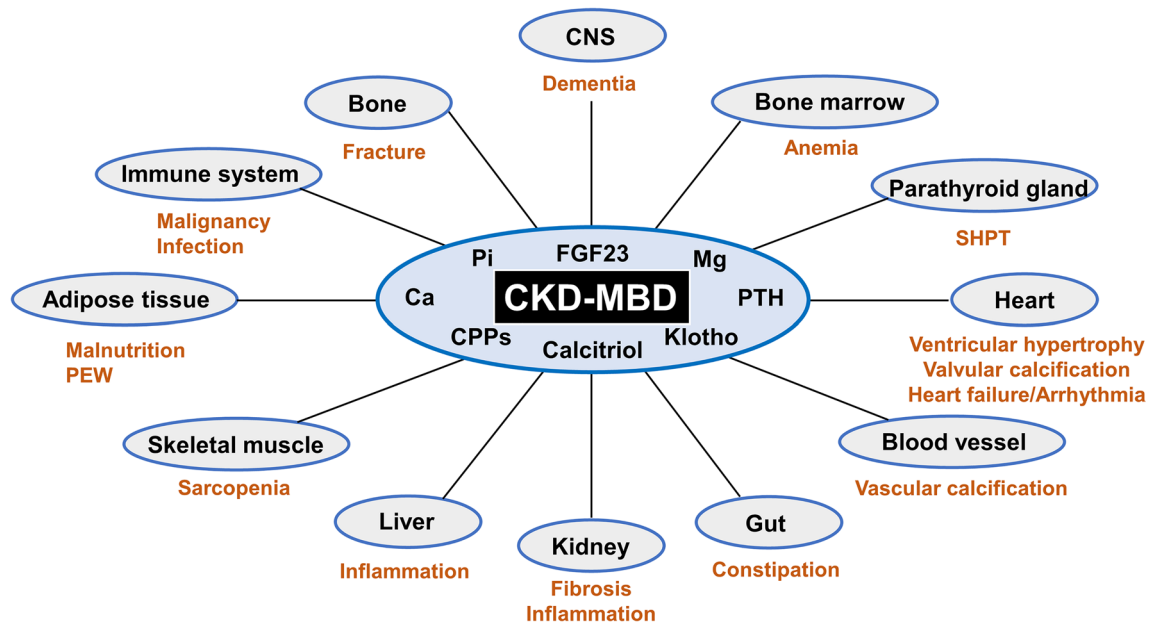 CNS
Dementia
Bone
Fracture
Bone marrow
Anemia
Immune system
Malignancy
Infection
Parathyroid gland
SHPT
Pi
FGF23
Mg
Ca
CKD-MBD
PTH
CPPs
Calcitriol
Klotho
Adipose tissue
Malnutrition
PEW
Heart
Ventricular hypertrophy
Valvular calcification
Heart failure/Arrhythmia
Skeletal muscle
Sarcopenia
Blood vessel
Vascular calcification
Liver
Inflammation
Kidney
Fibrosis
Inflammation
Gut
Constipation